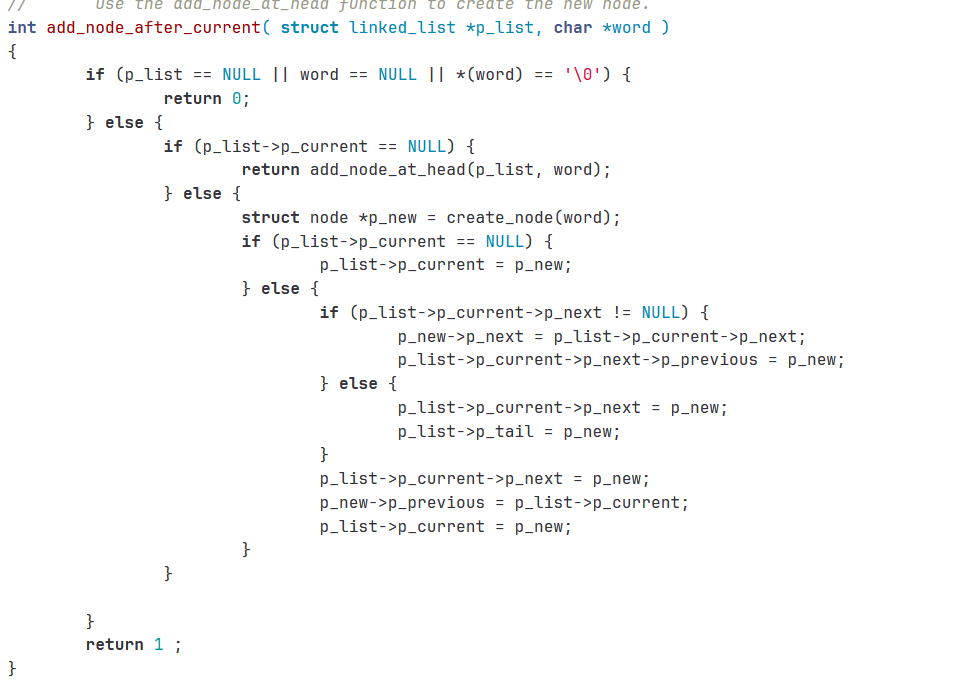 //       Use the add_node_at_head function to create the new node.
int add_node_after_current( struct linked_list *p_list, char *word )
{
        if (p_list == NULL || word == NULL || *(word) == '\0') {
                return 0;
        } else {
                if (p_list->p_current == NULL) {
                        return add_node_at_head(p_list, word);
                } else {
                        struct node *p_new = create_node(word);
                        if (p_list->p_current == NULL) {
                                p_list->p_current = p_new;
                        } else {
                                if (p_list->p_current->p_next != NULL) {
                                        p_new->p_next = p_list->p_current->p_next;
                                        p_list->p_current->p_next->p_previous = p_new;
                                } else {
                                        p_list->p_current->p_next = p_new;
                                        p_list->p_tail = p_new;
                                }
                                p_list->p_current->p_next = p_new;
                                p_new->p_previous = p_list->p_current;
                                p_list->p_current = p_new;
                        }
                }

        }
        return 1 ;
}